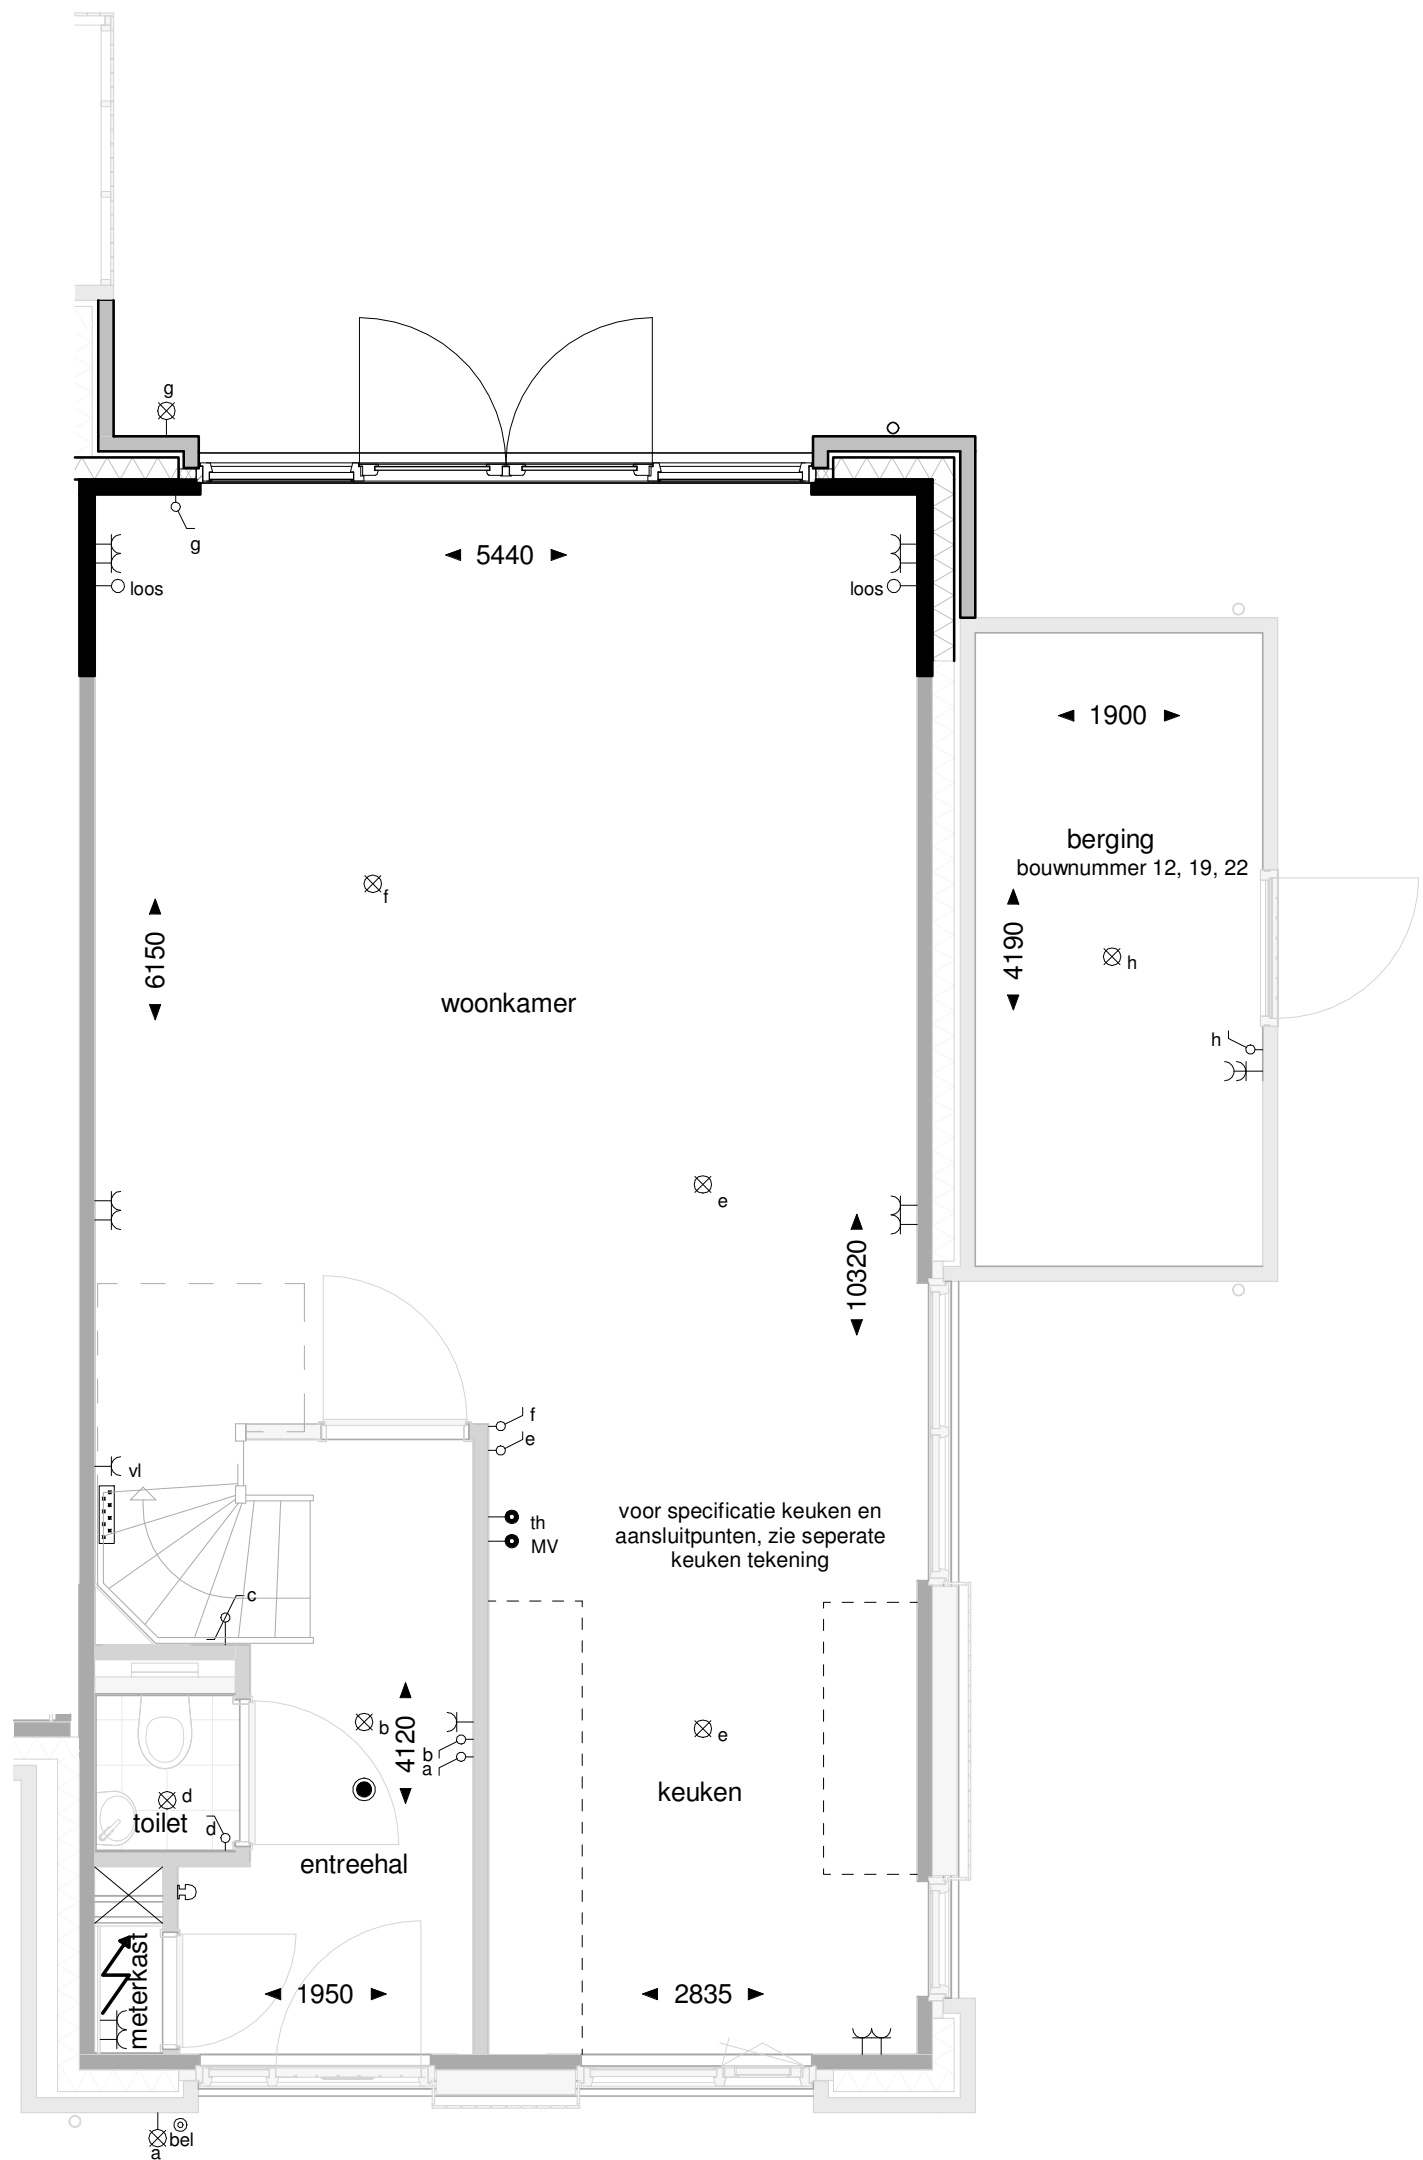 g
g
5440
loos
loos
1900
berging
bouwnummer 12, 19, 22
f
6150
4190
h
woonkamer
h
e
10320
f
e
vl
th
MV
voor specificatie keuken en
aansluitpunten, zie seperate
keuken tekening
c
b
4120
b
a
e
keuken
d
toilet
d
entreehal
meterkast
1950
2835
bel
a